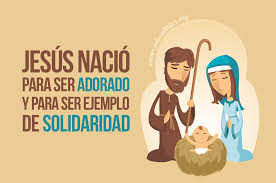 JESÚS NACIÓ
PARA SER ADORADO
Y PARA SER EJEMPLO
DE SOLIDARIDAD